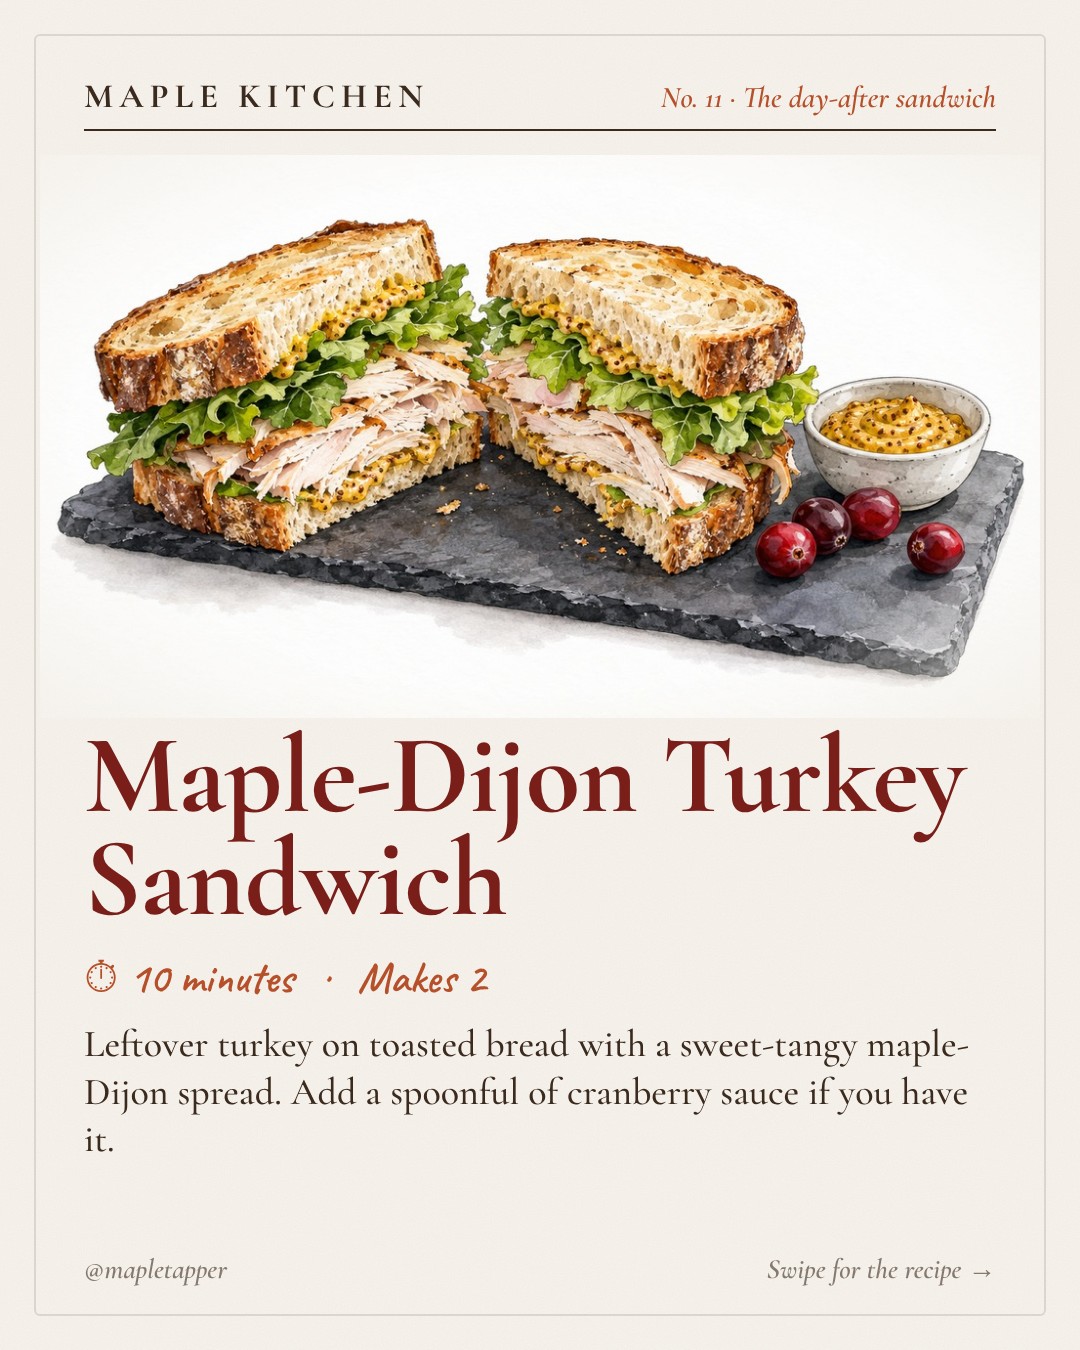 MAPLE KITCHEN
No. 11 · The day-after sandwich
Maple-Dijon Turkey
Sandwich
10 minutes · Makes 2
Leftover turkey on toasted bread with a sweet-tangy maple-
Dijon spread. Add a spoonful of cranberry sauce if you have
it.
@mapletapper
Swipe for the recipe →